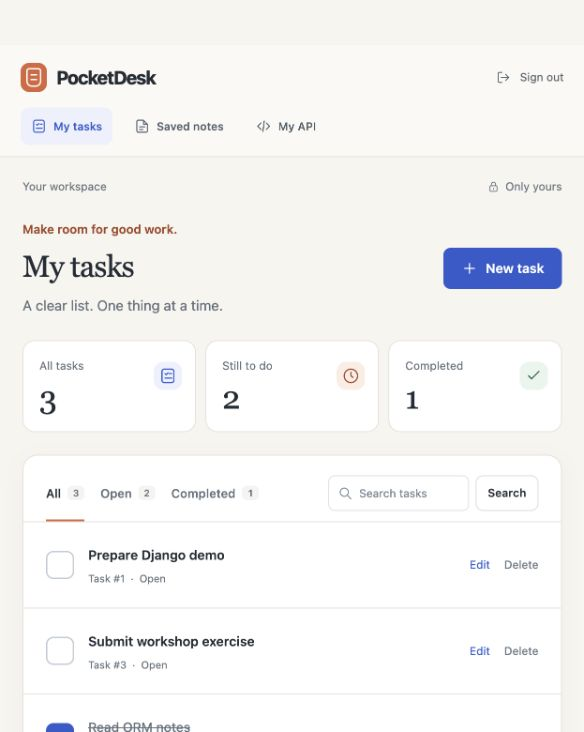 PocketDesk
Sign out
My tasks
Saved notes
My API
Your workspace
Only yours
Make room for good work.
My tasks
New task
A clear list. One thing at a time.
All tasks
3
Still to do
2
Completed
1
All 3
Open 2
Completed 1
Search tasks
Search
Prepare Django demo
Task #1 · Open
Edit
Delete
Submit workshop exercise
Task #3 · Open
Edit
Delete
Read ORM notes